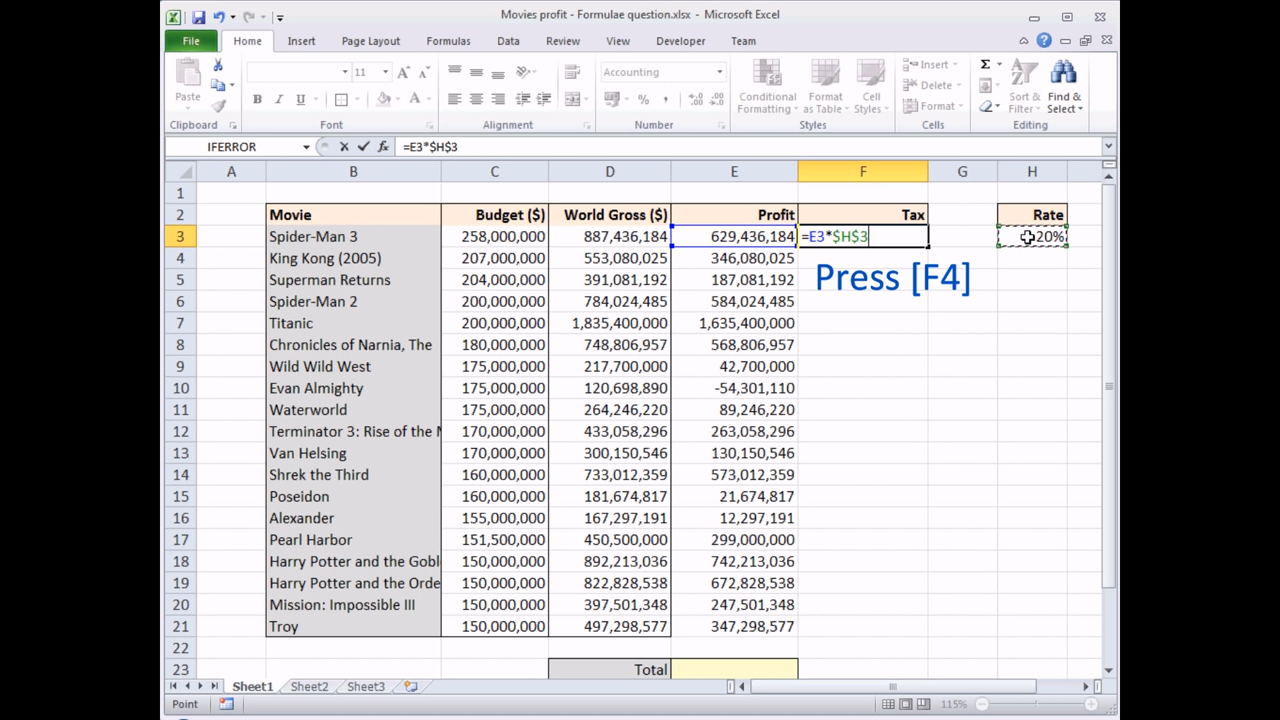 Movies profit - Formulae question.xlsx - Microsoft Excel
File Home Insert Page Layout Formulas Data Review View Developer Team
Paste
11
Accounting
Conditional Formatting
Format as Table
Cell Styles
Insert
Delete
Format
Sort & Filter
Find & Select
Clipboard Font Alignment Number Styles Cells Editing
IFERROR fx =E3*$H$3
A B C D E F G H
1
2 Movie Budget ($) World Gross ($) Profit Tax Rate
3 Spider-Man 3 258,000,000 887,436,184 629,436,184 =E3*$H$3 20%
4 King Kong (2005) 207,000,000 553,080,025 346,080,025
Press [F4]
5 Superman Returns 204,000,000 391,081,192 187,081,192
6 Spider-Man 2 200,000,000 784,024,485 584,024,485
7 Titanic 200,000,000 1,835,400,000 1,635,400,000
8 Chronicles of Narnia, The 180,000,000 748,806,957 568,806,957
9 Wild Wild West 175,000,000 217,700,000 42,700,000
10 Evan Almighty 175,000,000 120,698,890 -54,301,110
11 Waterworld 175,000,000 264,246,220 89,246,220
12 Terminator 3: Rise of the 170,000,000 433,058,296 263,058,296
13 Van Helsing 170,000,000 300,150,546 130,150,546
14 Shrek the Third 160,000,000 733,012,359 573,012,359
15 Poseidon 160,000,000 181,674,817 21,674,817
16 Alexander 155,000,000 167,297,191 12,297,191
17 Pearl Harbor 151,500,000 450,500,000 299,000,000
18 Harry Potter and the Gobl 150,000,000 892,213,036 742,213,036
19 Harry Potter and the Orde 150,000,000 822,828,538 672,828,538
20 Mission: Impossible III 150,000,000 397,501,348 247,501,348
21 Troy 150,000,000 497,298,577 347,298,577
22
23 Total
Sheet1 Sheet2 Sheet3
Point 115%